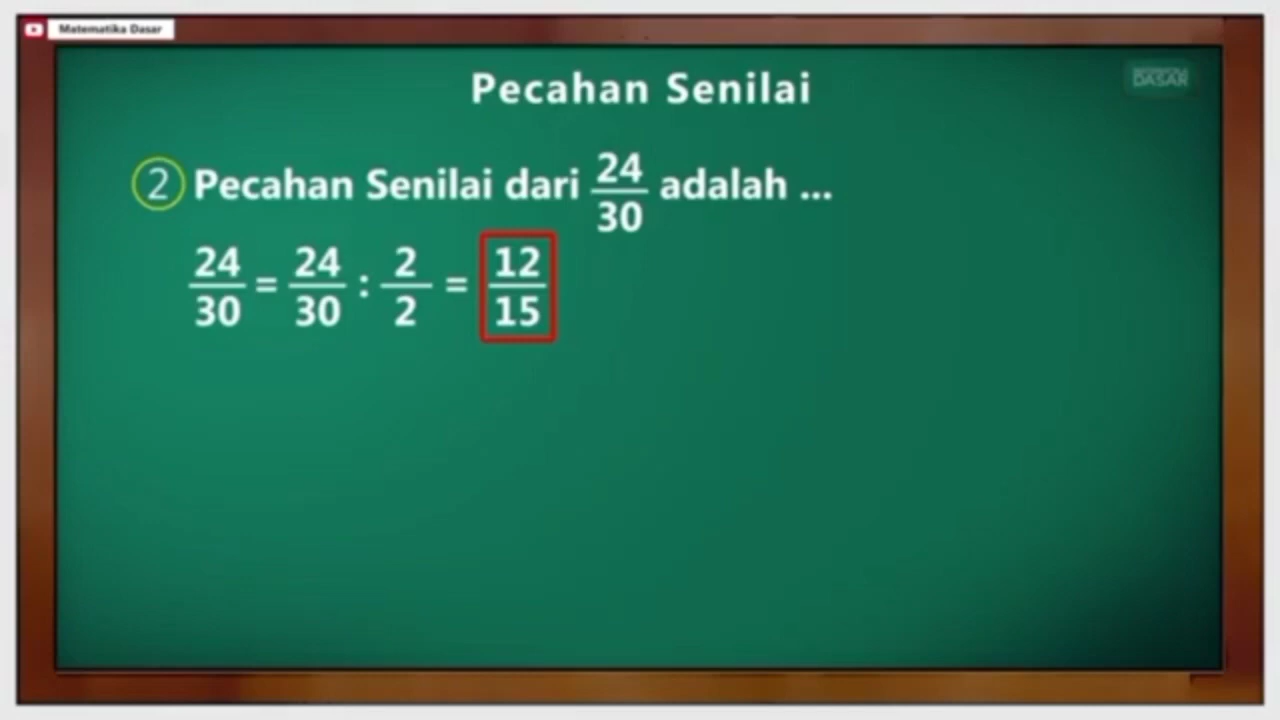 Matematika Dasar
DASAR
Pecahan Senilai
2 Pecahan Senilai dari 24/30 adalah ...
24/30 = 24/30 : 2/2 = 12/15